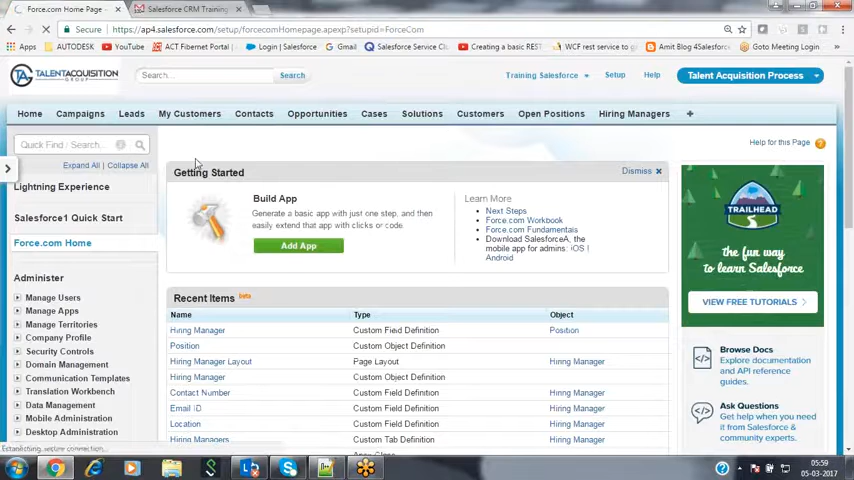 Force.com Home Page -
Salesforce CRM Training
Secure
https://ap4.salesforce.com/setup/forcecomHomepage.apexp?setupid=ForceCom
Apps
AUTODESK
YouTube
ACT Fibernet Portal
Login | Salesforce
Gmail
Salesforce Service
Creating a basic REST
WCF rest service to
Amit Blog 4Salesforce
Goto Meeting Login
TALENTACQUISITION
GROUP
Search...
Search
Training Salesforce
Setup
Help
Talent Acquisition Process
Home
Campaigns
Leads
My Customers
Contacts
Opportunities
Cases
Solutions
Customers
Open Positions
Hiring Managers
+
Quick Find / Search...
Expand All | Collapse All
Lightning Experience
Salesforce1 Quick Start
Force.com Home
Administer
Manage Users
Manage Apps
Manage Territories
Company Profile
Security Controls
Domain Management
Communication Templates
Translation Workbench
Data Management
Mobile Administration
Desktop Administration
Help for this Page
Getting Started
Dismiss
Build App
Generate a basic app with just one step, and then
easily extend that app with clicks or code.
Add App
Learn More
Next Steps
Force.com Workbook
Force.com Fundamentals
Download SalesforceA, the
mobile app for admins: iOS |
Android
Recent Items beta
Name Type Object
Hiring Manager Custom Field Definition Position
Position Custom Object Definition
Hiring Manager Layout Page Layout Hiring Manager
Hiring Manager Custom Object Definition
Contact Number Custom Field Definition Hiring Manager
Email ID Custom Field Definition Hiring Manager
Location Custom Field Definition Hiring Manager
Hiring Managers Custom Tab Definition Hiring Manager
TRAILHEAD
the fun way
to learn Salesforce
VIEW FREE TUTORIALS
Browse Docs
Explore documentation
and API reference
guides.
Ask Questions
Get help when you need
it from our Salesforce &
community experts.
Establishing secure connection...
05:59
05-03-2017